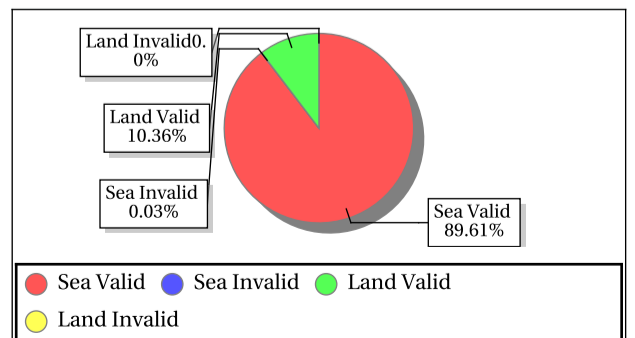 Land Invalid0.
0%
Land Valid
10.36%
Sea Invalid
0.03%
Sea Valid
89.61%
Sea Valid Sea Invalid Land Valid
Land Invalid